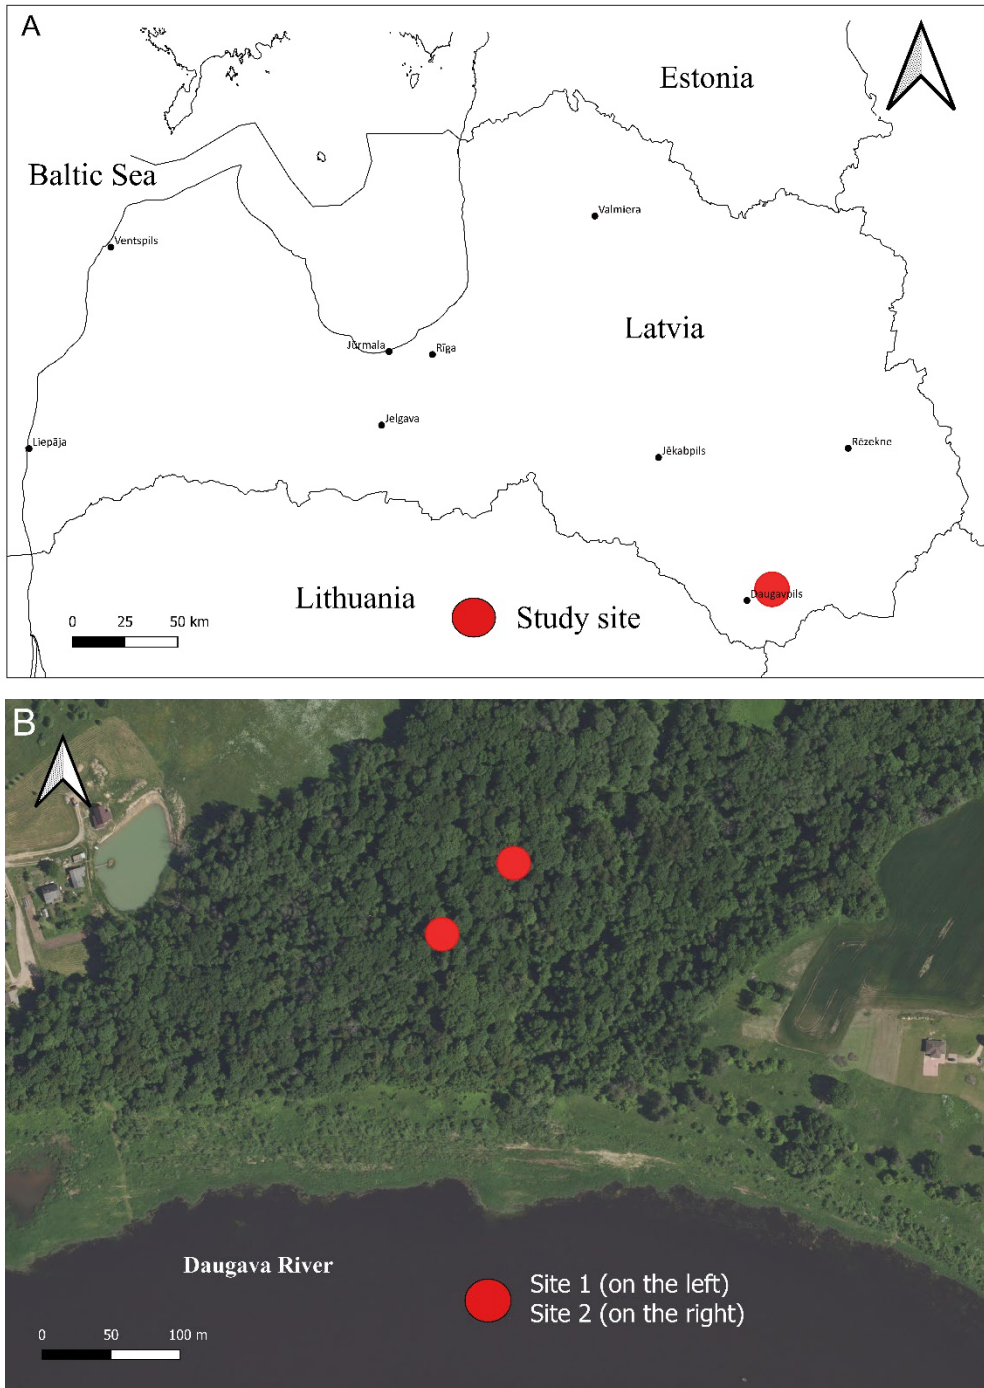 A
Estonia
Baltic Sea
Valmiera
Ventspils
Latvia
Jūrmala
Rīga
Jelgava
Liepāja
Jēkabpils
Rēzekne
Daugavpils
Lithuania
0 25 50 km
Study site
B
Daugava River
Site 1 (on the left)
Site 2 (on the right)
0 50 100 m